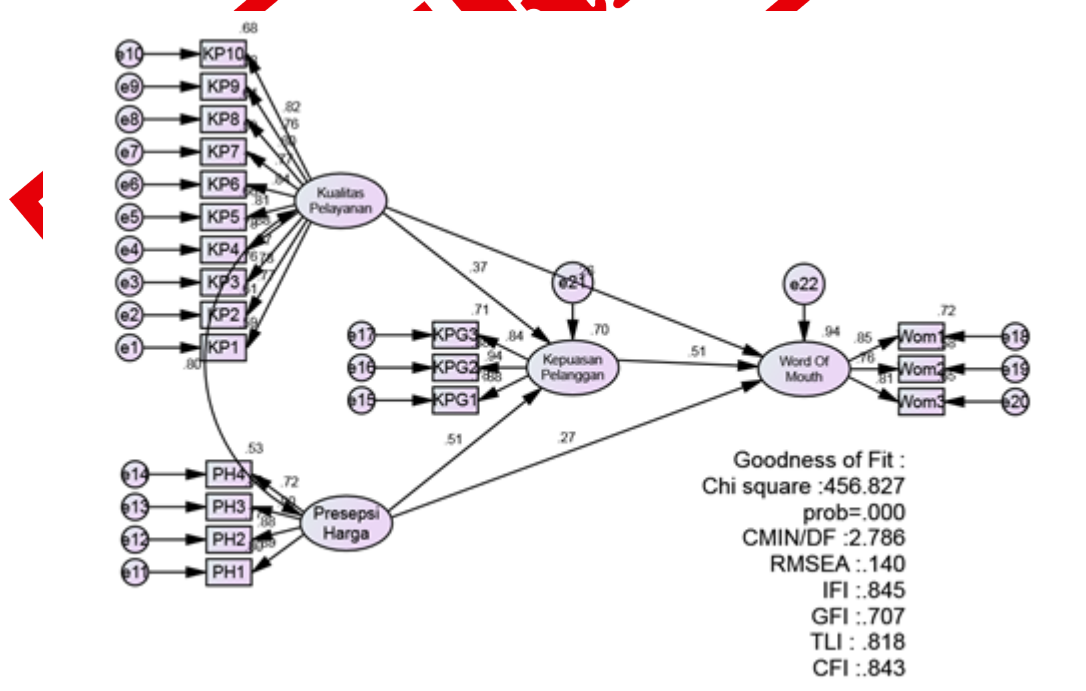 .68
e10 KP10
e9 KP9
e8 KP8
e7 KP7
e6 KP6
e5 KP5
e4 KP4
e3 KP3
e2 KP2
e1 KP1
.82
.76
.77
.81
Kualitas
Pelayanan
.37
e21
e22
.71
.70
.94
.72
e17 KPG3
e16 KPG2
e15 KPG1
.84
.94
Kepuasan
Pelanggan
.51
Word Of
Mouth
.85
.76
.81
Wom1 e18
Wom2 e19
Wom3 e20
.80
.51
.27
.53
e14 PH4
e13 PH3
e12 PH2
e11 PH1
.72
.88
Presepsi
Harga
Goodness of Fit :
Chi square :456.827
prob=.000
CMIN/DF :2.786
RMSEA :.140
IFI :.845
GFI :.707
TLI : .818
CFI :.843